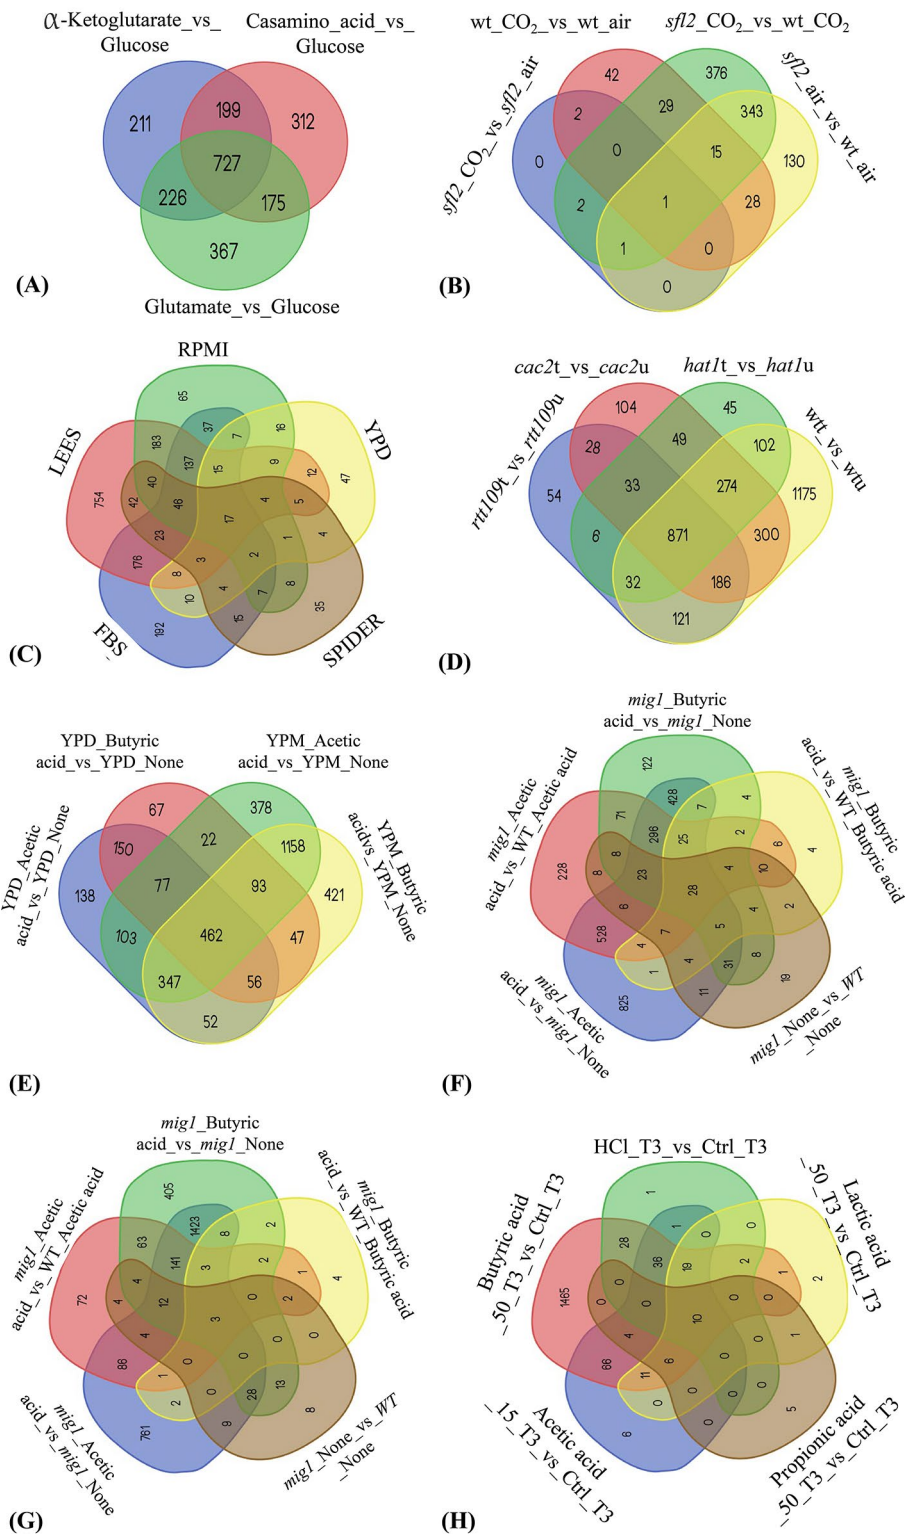 α-Ketoglutarate_vs_
Glucose
Casamino_acid_vs_
Glucose
211
199
312
727
226
175
367
(A)
Glutamate_vs_Glucose
wt_CO2_vs_wt_air
sfl2_CO2_vs_wt_CO2
sfl2_CO2_vs_sfl2_air
sfl2_air_vs_wt_air
42
376
2
29
343
0
0
15
130
2
1
28
1
0
0
(B)
RPMI
LEES
YPD
FBS_
SPIDER
65
37
7
16
183
137
15
9
12
47
754
42
40
46
4
5
17
23
176
3
2
1
4
8
10
4
7
8
192
15
35
(C)
cac2t_vs_cac2u
hat1t_vs_hat1u
rtt109t_vs_rtt109u
wtt_vs_wtu
104
45
28
49
102
54
33
274
1175
6
871
300
32
186
121
(D)
YPD_Butyric
acid_vs_YPD_None
YPM_Acetic
acid_vs_YPM_None
YPD_Acetic
acid_vs_YPD_None
YPM_Butyric
acidvs_YPM_None
67
378
150
22
1158
138
77
93
421
103
462
47
347
56
52
(E)
mig1_Butyric
acid_vs_mig1_None
mig1_Acetic
acid_vs_WT_Acetic acid
mig1_Butyric
acid_vs_WT_Butyric acid
122
428
7
4
71
296
25
2
6
4
228
8
8
23
4
10
28
6
528
7
5
4
2
4
1
4
31
8
825
11
19
mig1_Acetic
acid_vs_mig1_None
mig1_None_vs_WT
_None
(F)
mig1_Butyric
acid_vs_mig1_None
mig1_Acetic
acid_vs_WT_Acetic acid
mig1_Butyric
acid_vs_WT_Butyric acid
405
1423
8
2
63
141
3
2
1
4
72
4
4
12
0
2
3
4
86
0
0
0
0
1
2
0
28
13
761
9
8
mig1_Acetic
acid_vs_mig1_None
mig1_None_vs_WT
_None
(G)
HCl_T3_vs_Ctrl_T3
Butyric acid
_50_T3_vs_Ctrl_T3
Lactic acid
_50_T3_vs_Ctrl_T3
1
1
0
0
28
38
19
2
1
2
1465
0
0
0
0
0
10
4
66
6
0
0
1
11
0
0
0
0
6
0
5
Acetic acid
_15_T3_vs_Ctrl_T3
Propionic acid
_50_T3_vs_Ctrl_T3
(H)